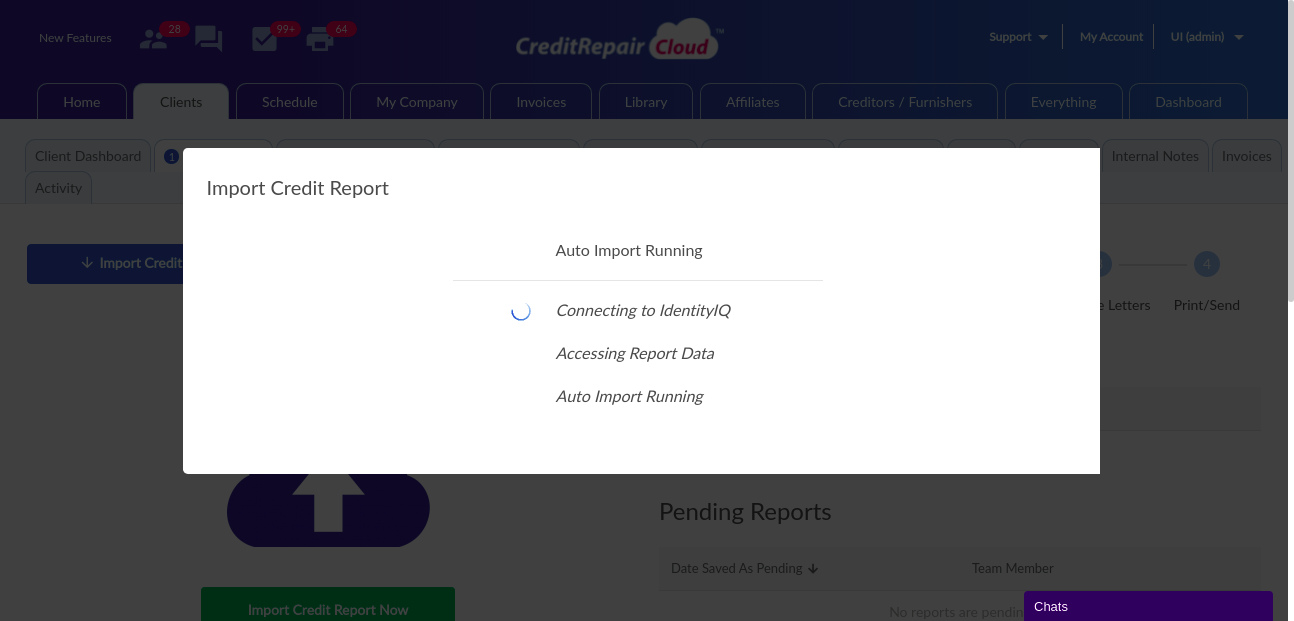 New Features
28
99+
64
CreditRepair Cloud™
Support
My Account
UI (admin)
Home
Clients
Schedule
My Company
Invoices
Library
Affiliates
Creditors / Furnishers
Everything
Dashboard
Client Dashboard
1
Internal Notes
Invoices
Activity
Import Credit Report
Import Credit
Auto Import Running
Connecting to IdentityIQ
Accessing Report Data
Auto Import Running
4
Letters
Print/Send
Pending Reports
Date Saved As Pending
Team Member
No reports are
Import Credit Report Now
Chats